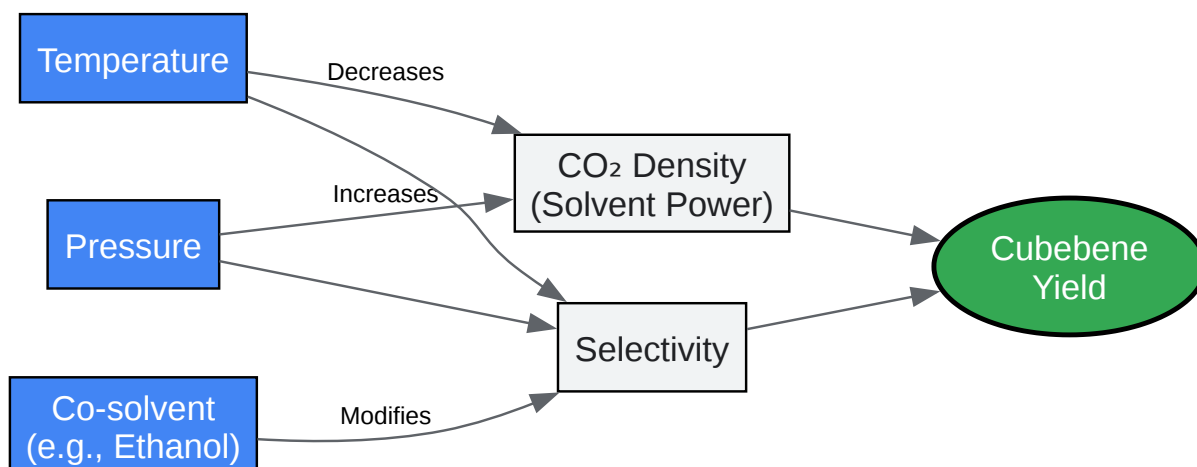 Temperature
Decreases
CO₂ Density
(Solvent Power)
Increases
Pressure
Cubebene
Yield
Selectivity
Co-solvent
(e.g., Ethanol)
Modifies